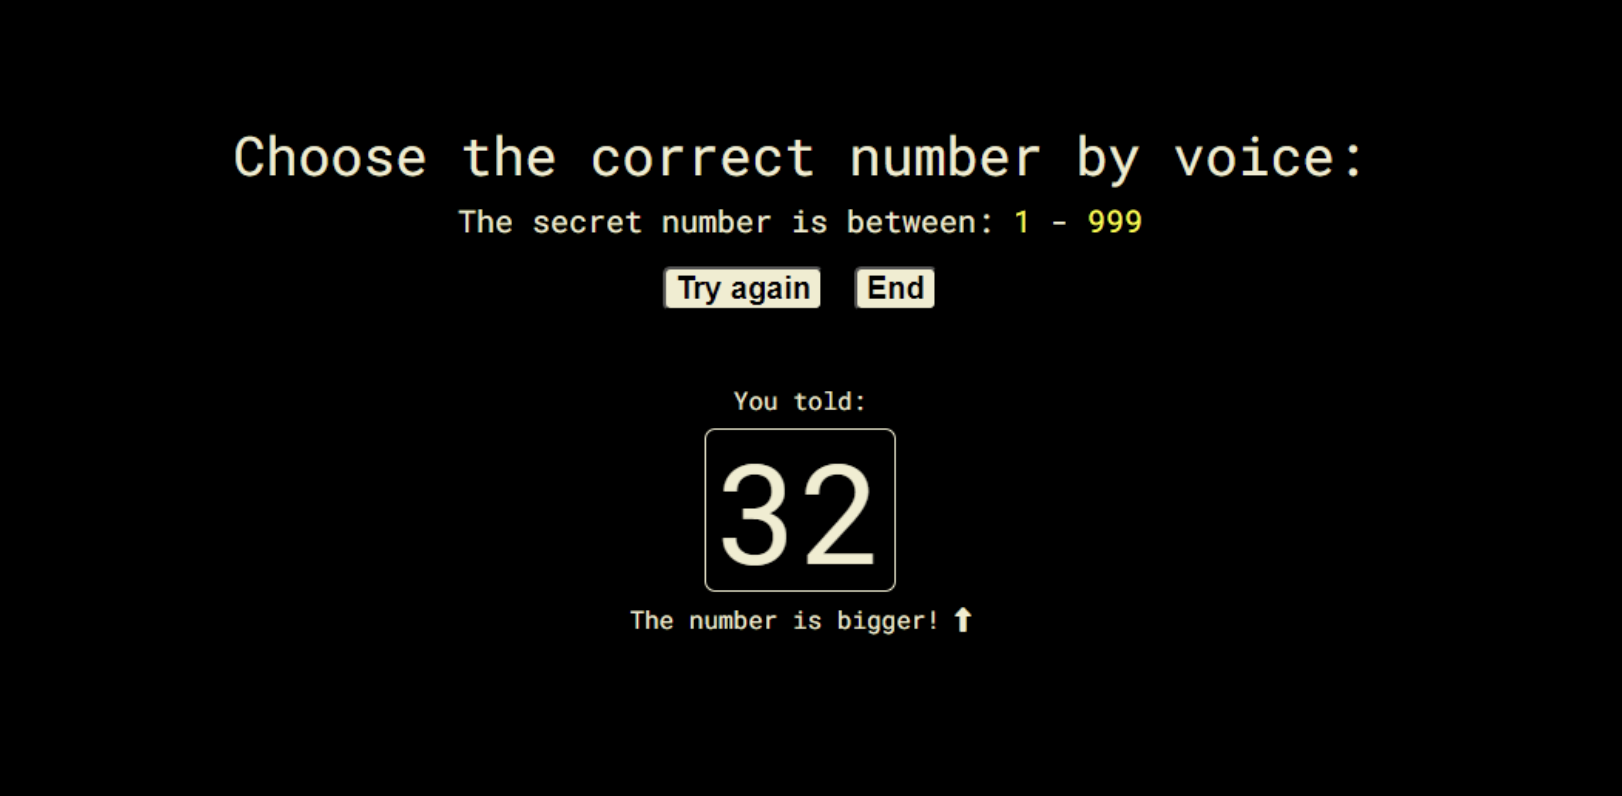 Choose the correct number by voice:
The secret number is between: 1 - 999
Try again End
You told:
32
The number is bigger! ⬆